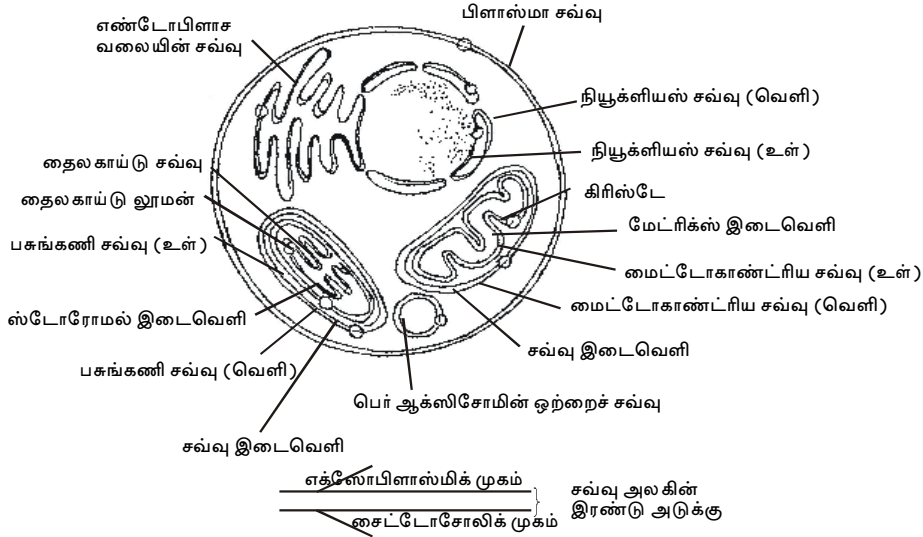 பிளாஸ்மா சவ்வு
எண்டோபிளாச
வலையின் சவ்வு
நியூக்ளியஸ் சவ்வு (வெளி)
நியூக்ளியஸ் சவ்வு (உள்)
தைலகாய்டு சவ்வு
கிரிஸ்டே
தைலகாய்டு லூமன்
மேட்ரிக்ஸ் இடைவெளி
பசுங்கணி சவ்வு (உள்)
மைட்டோகாண்ட்ரிய சவ்வு (உள்)
மைட்டோகாண்ட்ரிய சவ்வு (வெளி)
ஸ்டோரோமல் இடைவெளி
சவ்வு இடைவெளி
பசுங்கணி சவ்வு (வெளி)
பெர் ஆக்ஸிசோமின் ஒற்றைச் சவ்வு
சவ்வு இடைவெளி
எக்ஸோபிளாஸ்மிக் முகம்
சவ்வு அலகின்
இரண்டு அடுக்கு
சைட்டோசோலிக் முகம்